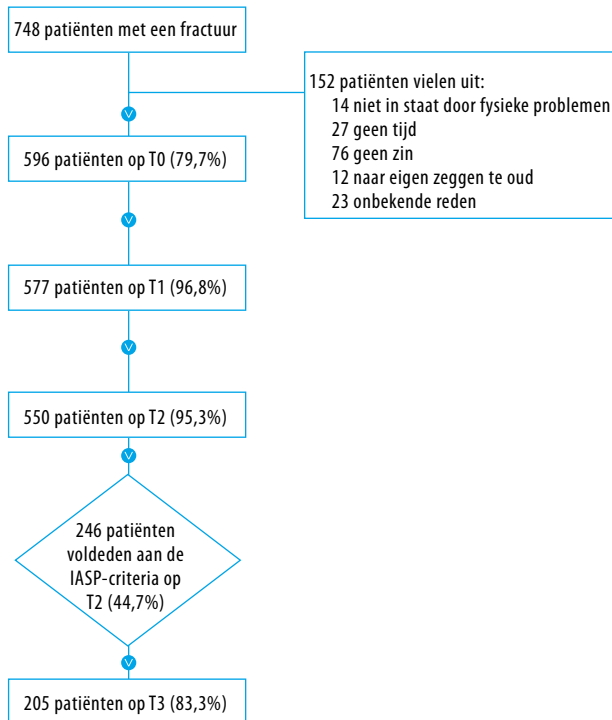 748 patiënten met een fractuur
152 patiënten vielen uit:
14 niet in staat door fysieke problemen
27 geen tijd
76 geen zin
12 naar eigen zeggen te oud
23 onbekende reden
596 patiënten op T0 (79,7%)
577 patiënten op T1 (96,8%)
550 patiënten op T2 (95,3%)
246 patiënten
voldeden aan de
IASP-criteria op
T2 (44,7%)
205 patiënten op T3 (83,3%)